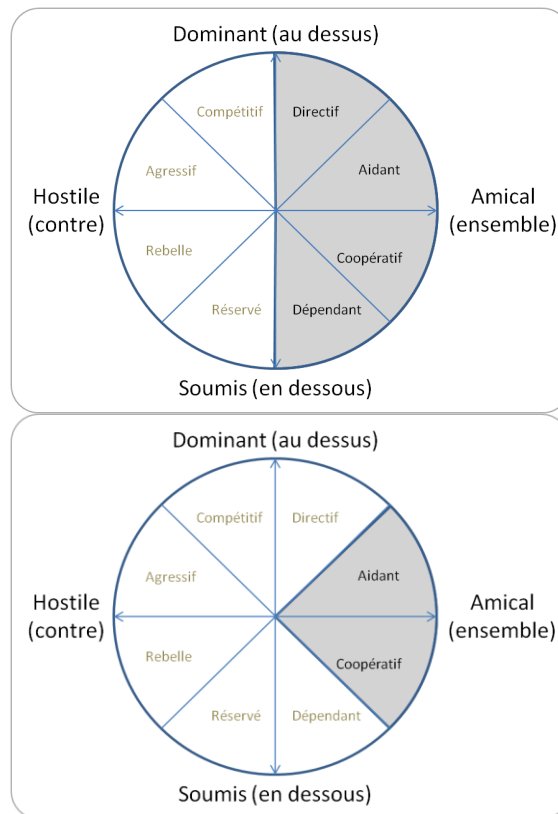 Dominant (au dessus)
Compétitif
Directif
Agressif
Aidant
Hostile
(contre)
Amical
(ensemble)
Rebelle
Coopératif
Réservé
Dépendant
Soumis (en dessous)
Dominant (au dessus)
Compétitif
Directif
Agressif
Aidant
Hostile
(contre)
Amical
(ensemble)
Rebelle
Coopératif
Réservé
Dépendant
Soumis (en dessous)